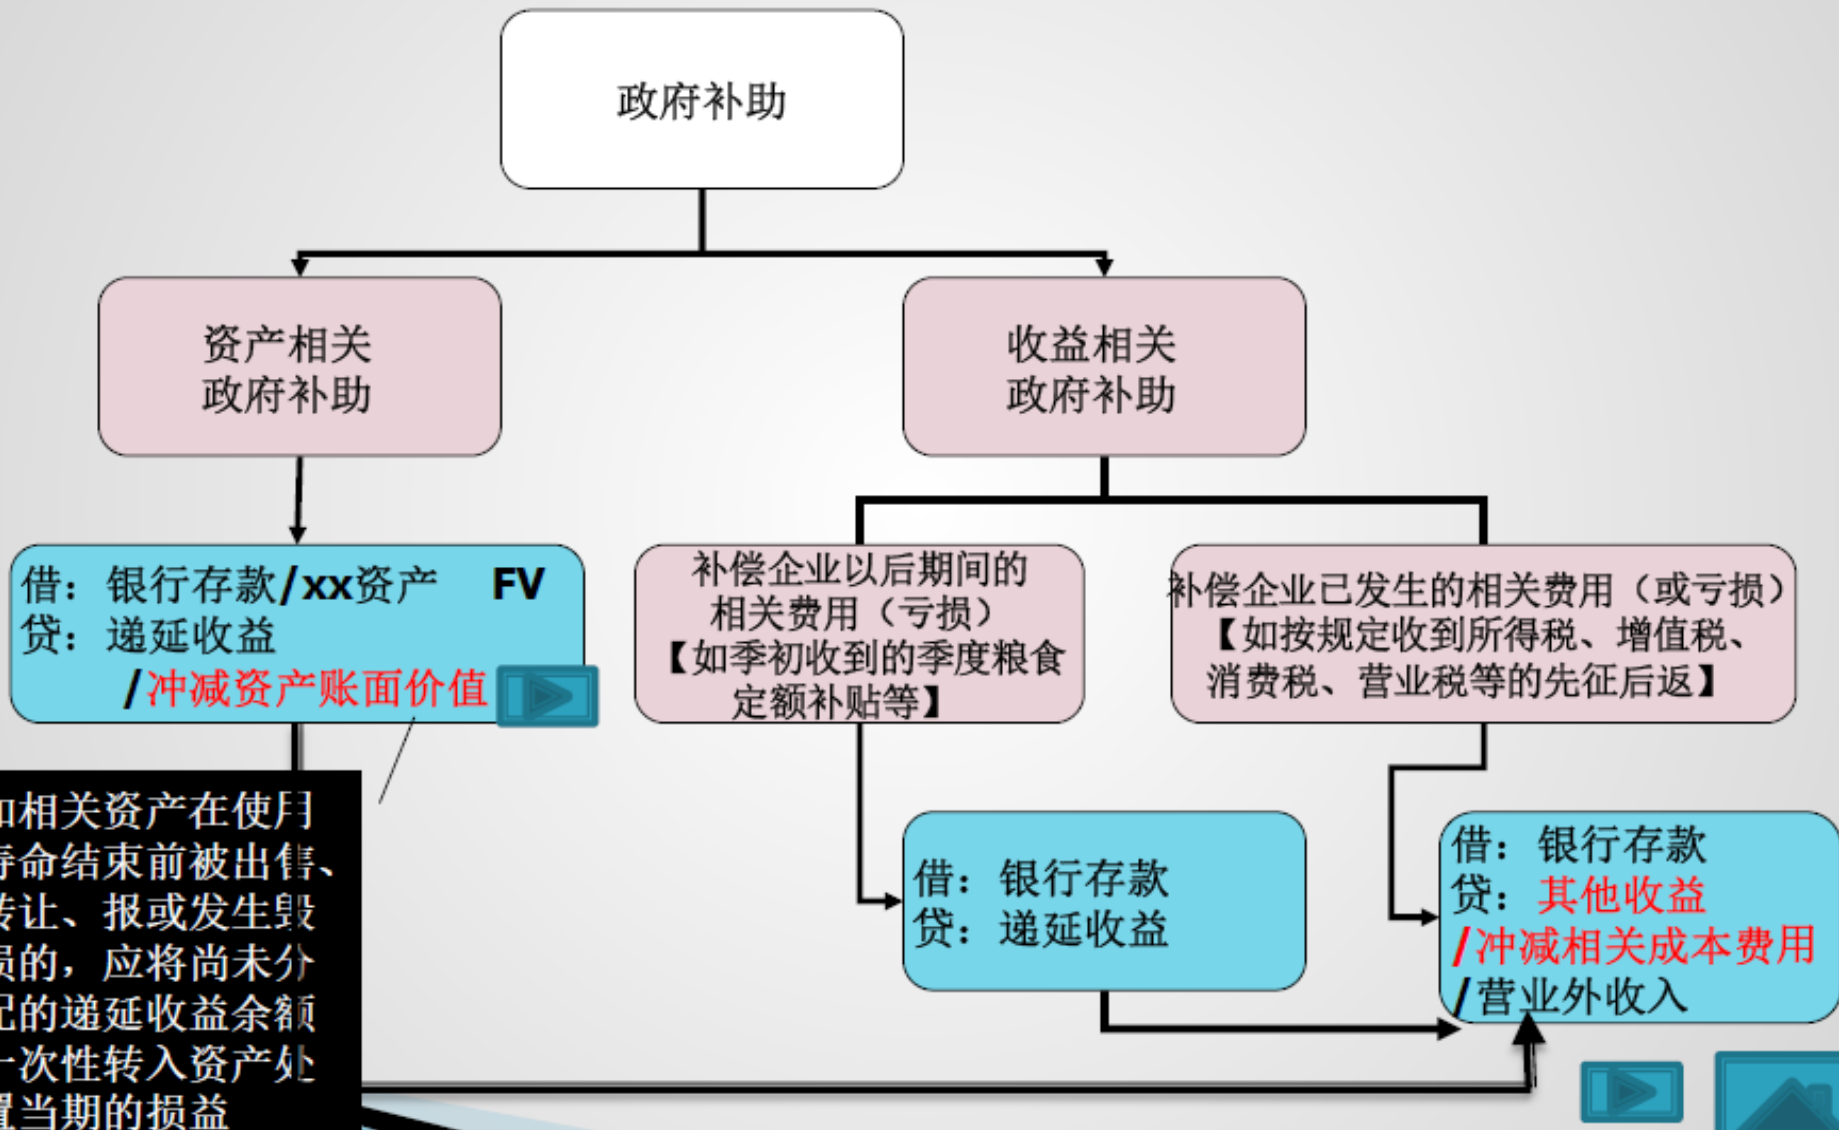 政府补助
资产相关
政府补助
收益相关
政府补助
借：银行存款/xx资产 FV
贷：递延收益
/冲减资产账面价值
补偿企业以后期间的
相关费用（亏损）
【如季初收到的季度粮食
定额补贴等】
补偿企业已发生的相关费用（或亏损）
【如按规定收到所得税、增值税、
消费税、营业税等的先征后返】
如相关资产在使用
寿命结束前被出售、
转让、报或发生毁
损的，应将尚未分
配的递延收益余额
一次性转入资产处
置当期的损益
借：银行存款
贷：递延收益
借：银行存款
贷：其他收益
/冲减相关成本费用
/营业外收入